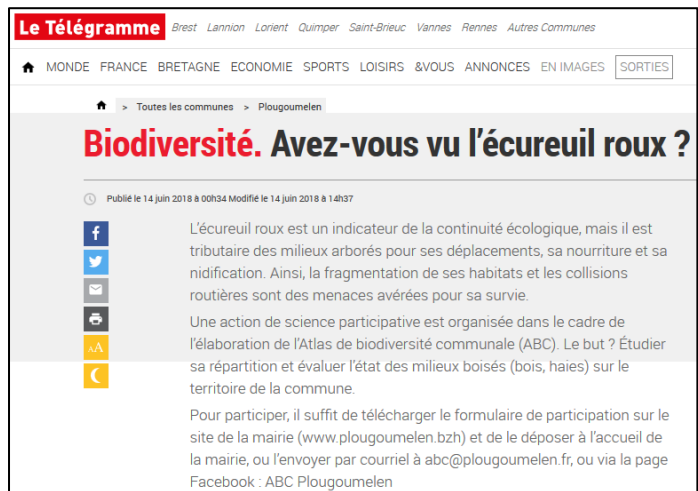 Le Télégramme Brest Lannion Lorient Quimper Saint-Brieuc Vannes Rennes Autres Communes
MONDE FRANCE BRETAGNE ECONOMIE SPORTS LOISIRS &VOUS ANNONCES EN IMAGES SORTIES
> Toutes les communes > Plougoumelen
Biodiversité. Avez-vous vu l'écureuil roux ?
Publié le 14 juin 2018 à 00h34 Modifié le 14 juin 2018 à 14h37
L'écureuil roux est un indicateur de la continuité écologique, mais il est
tributaire des milieux arborés pour ses déplacements, sa nourriture et sa
nidification. Ainsi, la fragmentation de ses habitats et les collisions
routières sont des menaces avérées pour sa survie.
Une action de science participative est organisée dans le cadre de
l'élaboration de l'Atlas de biodiversité communale (ABC). Le but ? Étudier
sa répartition et évaluer l'état des milieux boisés (bois, haies) sur le
territoire de la commune.
Pour participer, il suffit de télécharger le formulaire de participation sur le
site de la mairie (www.plougoumelen.bzh) et de le déposer à l'accueil de
la mairie, ou l'envoyer par courriel à abc@plougoumelen.fr, ou via la page
Facebook : ABC Plougoumelen
f
AA